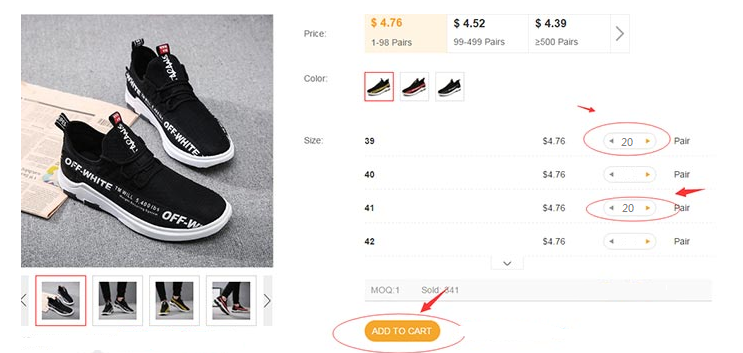 OFF-WHITE
OFF-WHITE
TM WILL 5.400lbs
OFF-WHITE
Price:
$ 4.76
$ 4.52
$ 4.39
1-98 Pairs
99-499 Pairs
≥500 Pairs
Color:
Size:
39
$4.76
20
Pair
40
$4.76
Pair
41
$4.76
20
Pair
42
$4.76
Pair
MOQ:1
Sold
341
ADD TO CART